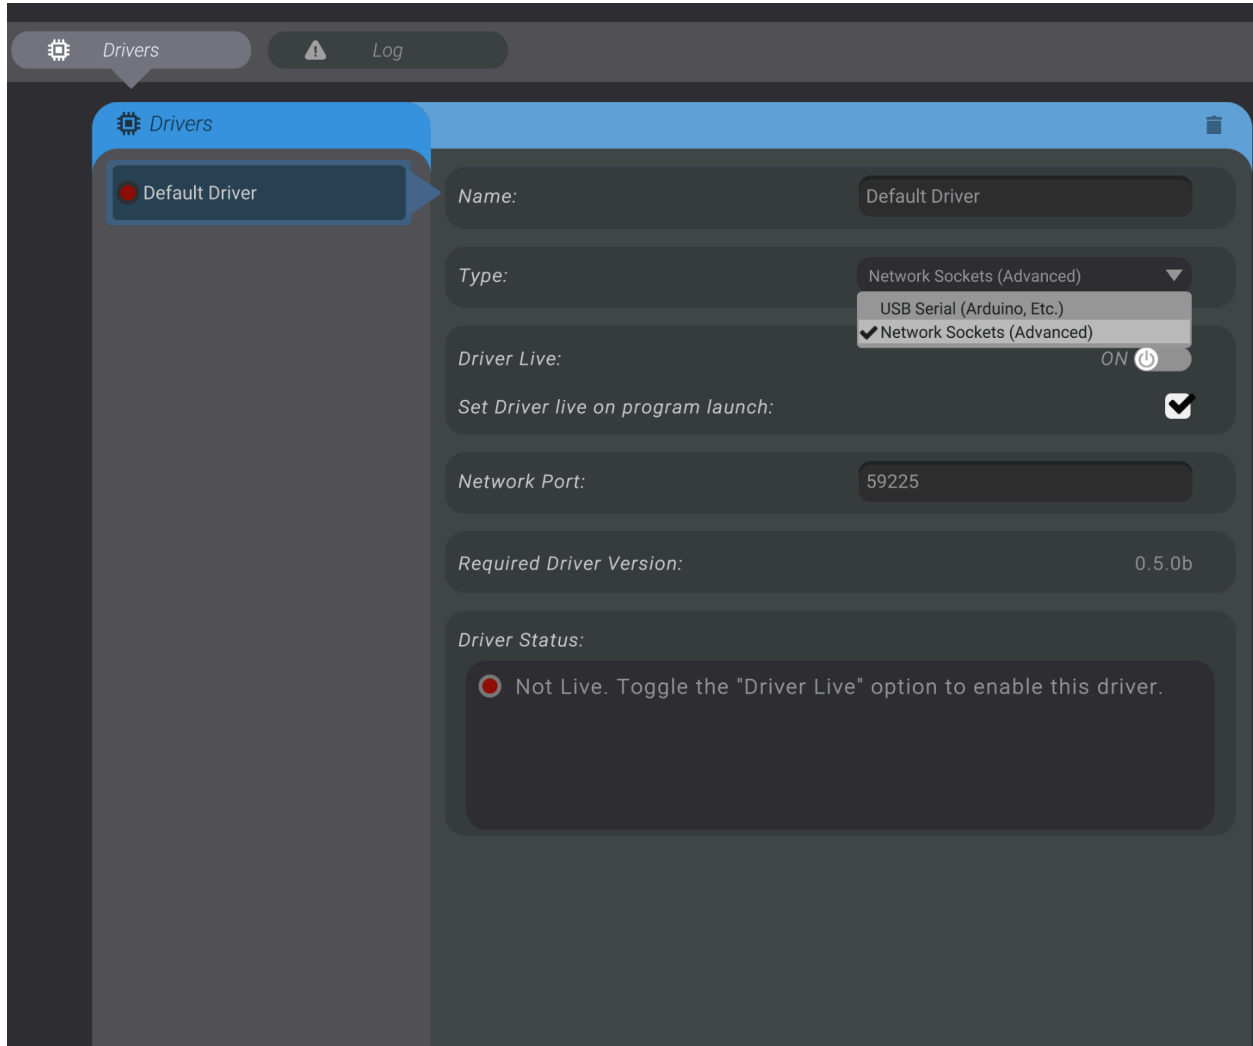 Drivers
Log
Drivers
Default Driver
Name:
Default Driver
Type:
Network Sockets (Advanced)
USB Serial (Arduino, Etc.)
Network Sockets (Advanced)
Driver Live:
ON
Set Driver live on program launch:
Network Port:
59225
Required Driver Version:
0.5.0b
Driver Status:
Not Live. Toggle the "Driver Live" option to enable this driver.